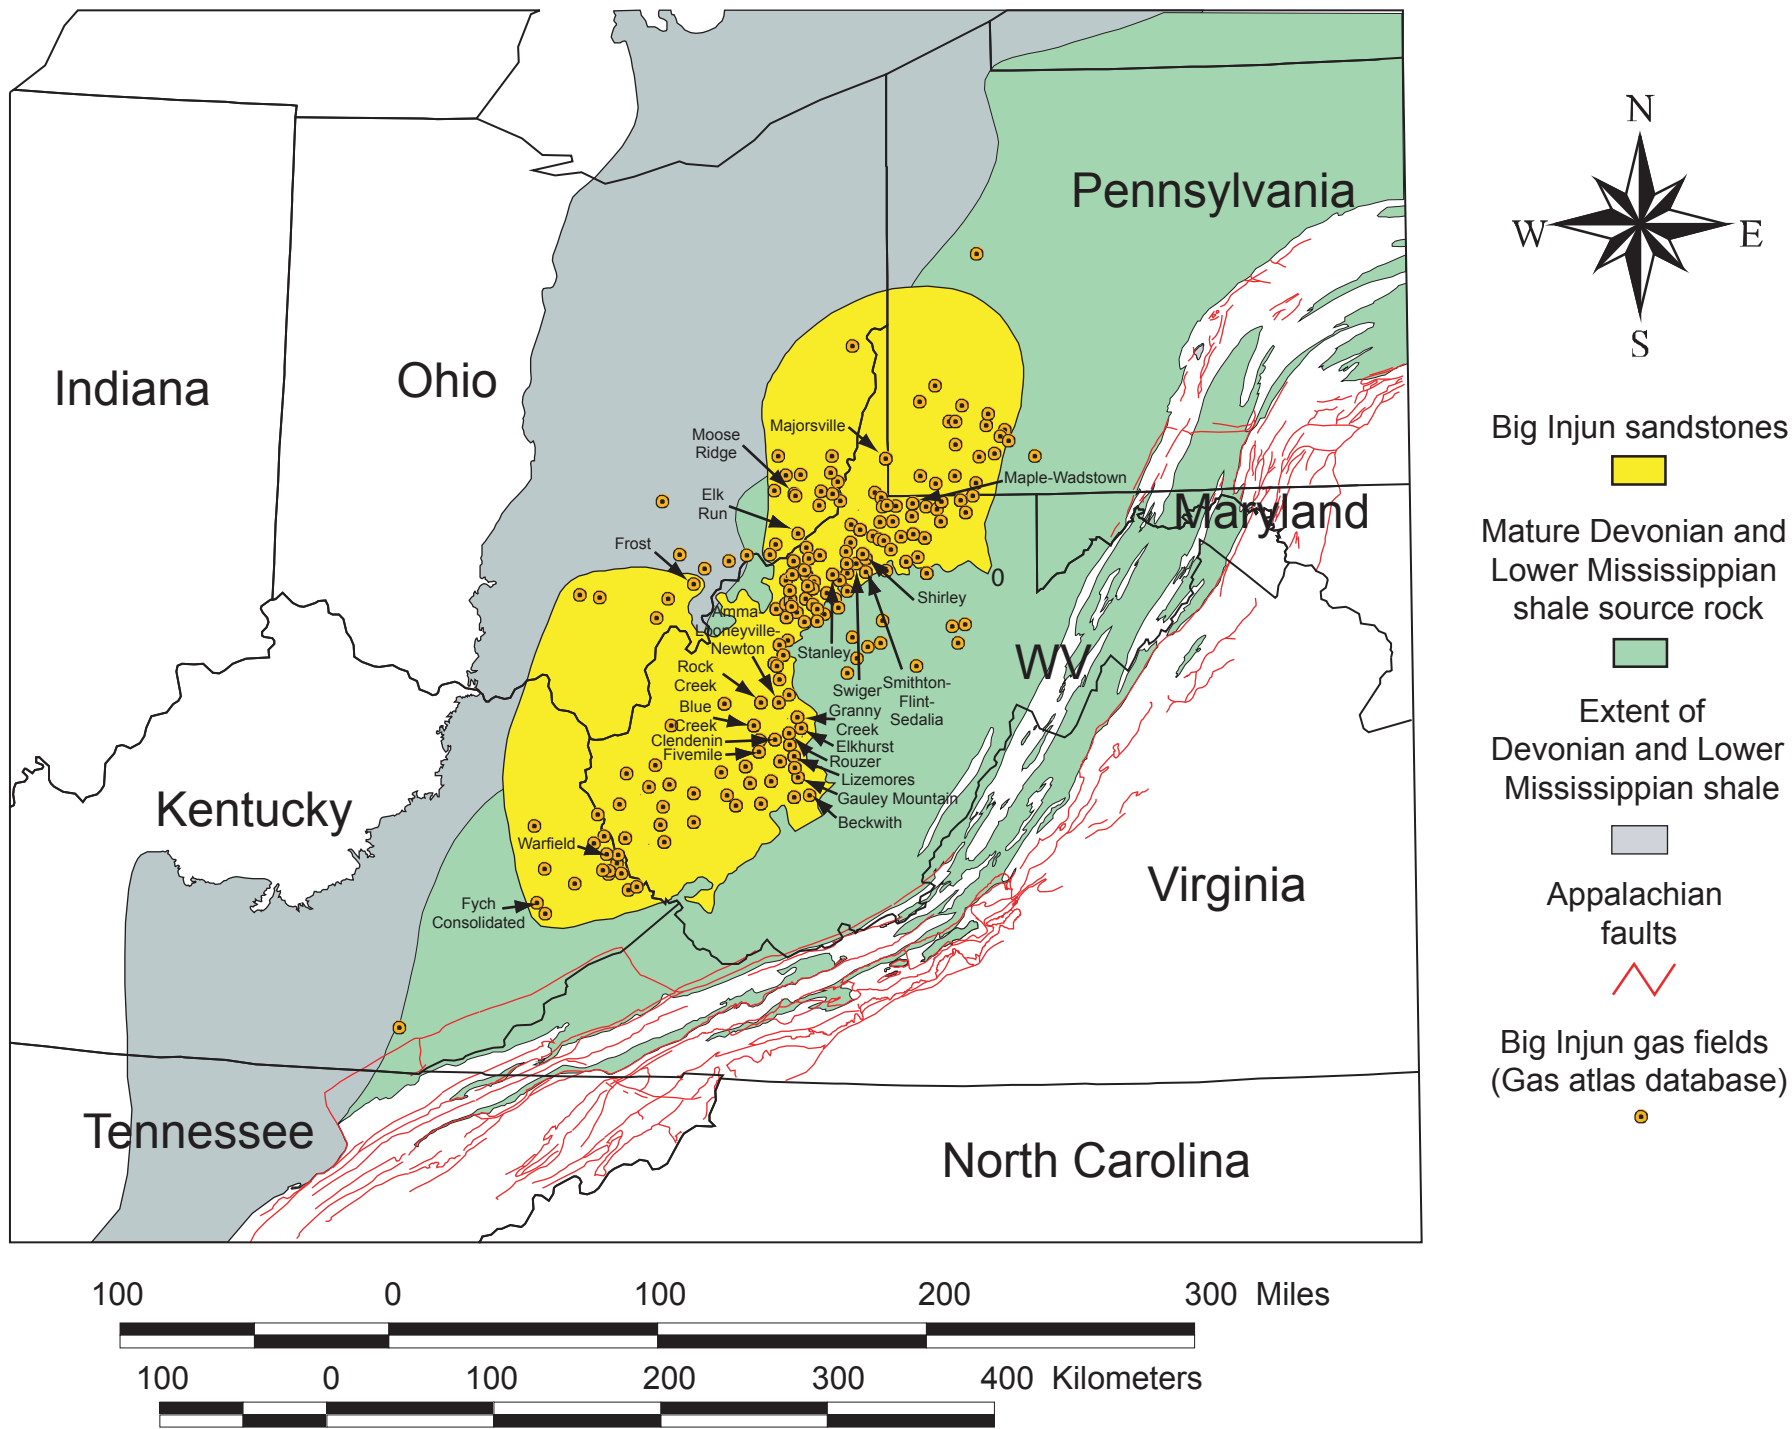 N
W
E
S
Pennsylvania
Indiana
Ohio
Big Injun sandstones
Majorsville
Moose
Ridge
Maple-Wadstown
Elk
Run
Maryland
Mature Devonian and
Lower Mississippian
shale source rock
Frost
0
Shirley
Amma-
Looneyville-
Newton
Stanley
WV
Rock
Creek
Swiger
Smithton-
Flint-
Sedalia
Blue
Creek
Granny
Creek
Extent of
Devonian and Lower
Mississippian shale
Clendenin
Elkhurst
Fivemile
Rouzer
Lizemores
Gauley Mountain
Beckwith
Kentucky
Warfield
Virginia
Appalachian
faults
Fych
Consolidated
Big Injun gas fields
(Gas atlas database)
Tennessee
North Carolina
100 0 100 200 300 Miles
100 0 100 200 300 400 Kilometers